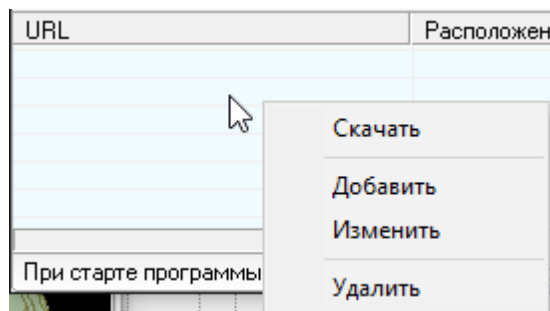 URL Расположен
Скачать
Добавить
Изменить
При старте программы
Удалить